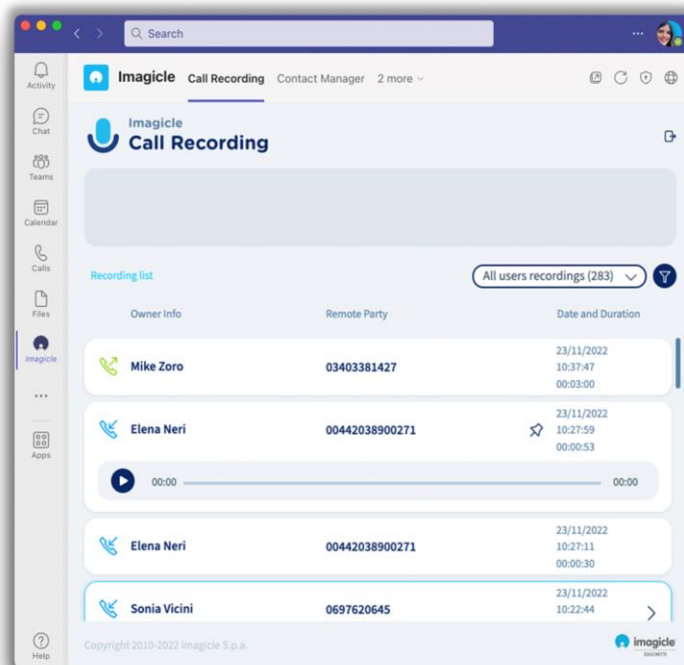 Search
Activity
Imagicle Call Recording Contact Manager 2 more
Chat
Imagicle
Call Recording
Teams
Calendar
Calls
Recording list All users recordings (283)
Files
Owner Info Remote Party Date and Duration
Imagicle
23/11/2022
Mike Zoro 03403381427 10:37:47
00:03:00
23/11/2022
Elena Neri 00442038900271 10:27:59
00:00:53
Apps
00:00 00:00
23/11/2022
Elena Neri 00442038900271 10:27:11
00:00:30
23/11/2022
Sonia Vicini 0697620645 10:22:44
Help
Copyright 2010-2022 Imagicle S.p.a.
imagicle